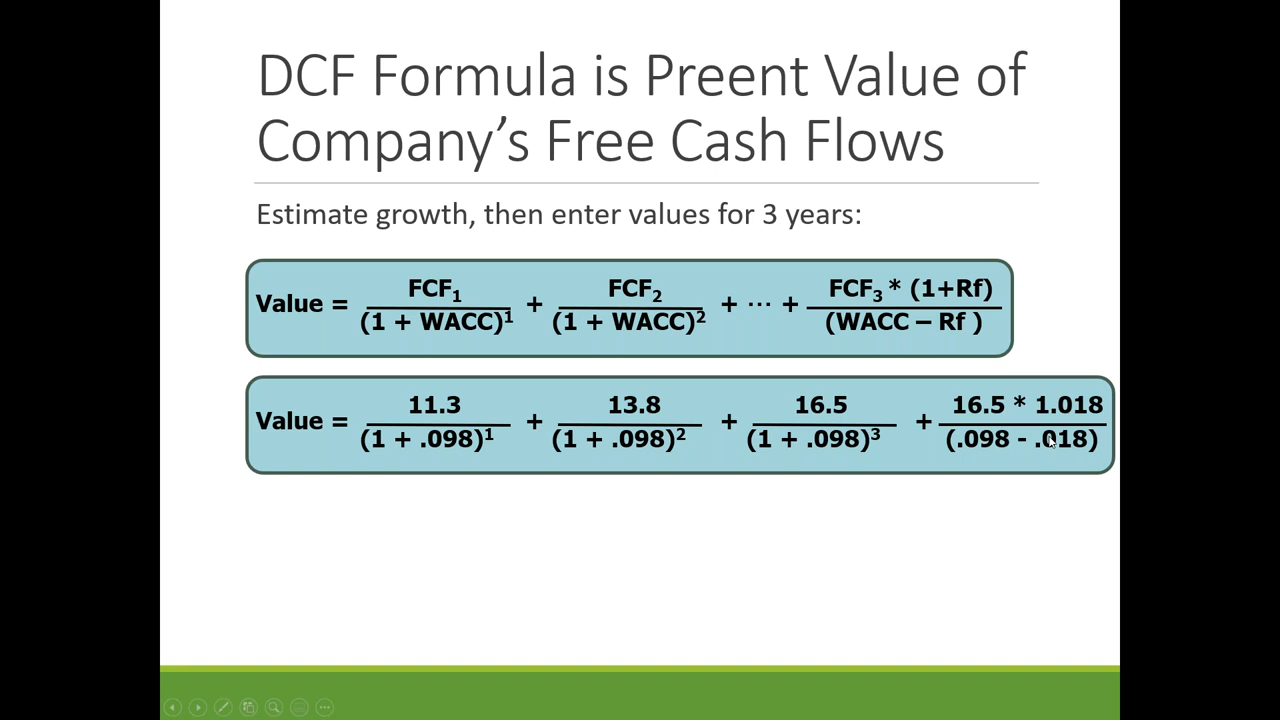 DCF Formula is Preent Value of
Company's Free Cash Flows
Estimate growth, then enter values for 3 years:
Value = FCF₁ / (1 + WACC)¹ + FCF₂ / (1 + WACC)² + ⋯ + FCF₃ * (1+Rf) / (WACC – Rf )
Value = 11.3 / (1 + .098)¹ + 13.8 / (1 + .098)² + 16.5 / (1 + .098)³ + 16.5 * 1.018 / (.098 - .018)